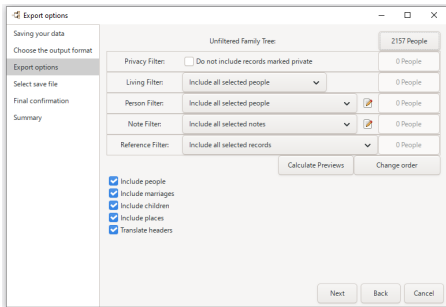 Export options
Saving your data
Choose the output format
Export options
Select save file
Final confirmation
Summary
Unfiltered Family Tree: 2157 People
Privacy Filter: Do not include records marked private 0 People
Living Filter: Include all selected people 0 People
Person Filter: Include all selected people 0 People
Note Filter: Include all selected notes 0 People
Reference Filter: Include all selected records 0 People
Calculate Previews Change order
Include people
Include marriages
Include children
Include places
Translate headers
Next Back Cancel